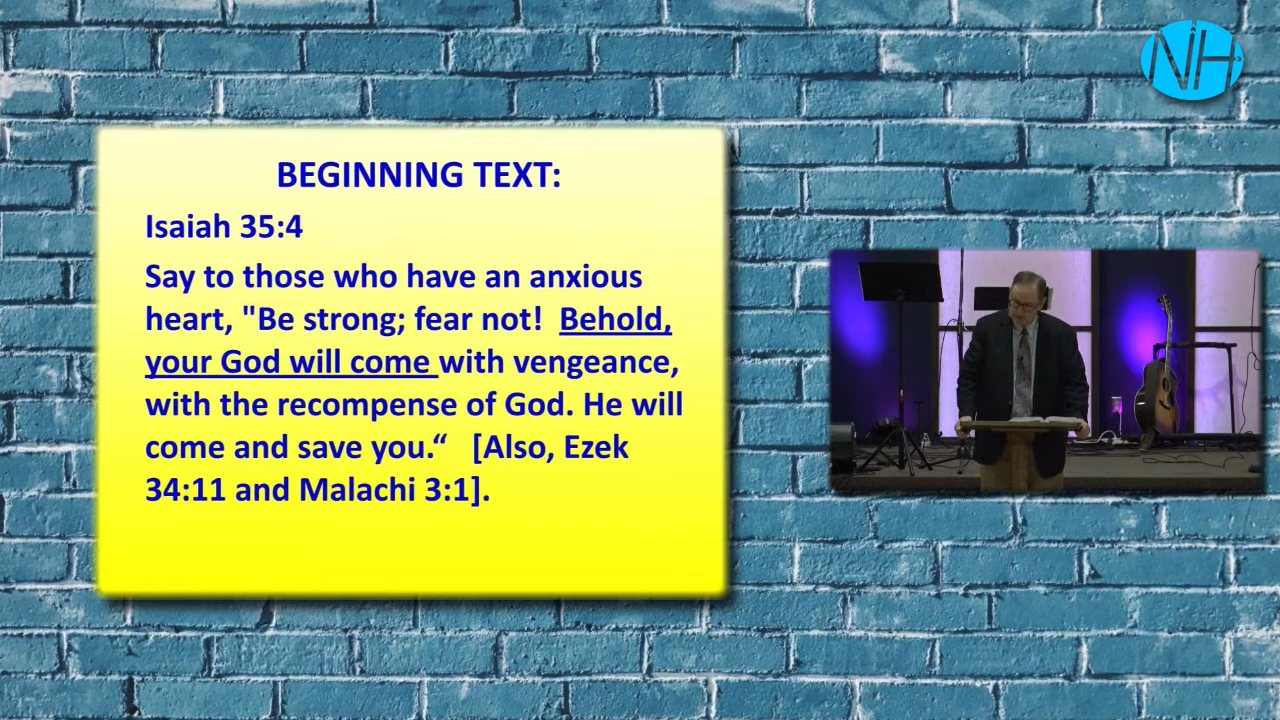 NH
BEGINNING TEXT:
Isaiah 35:4
Say to those who have an anxious
heart, "Be strong; fear not!  Behold,
your God will come with vengeance,
with the recompense of God. He will
come and save you.“   [Also, Ezek
34:11 and Malachi 3:1].